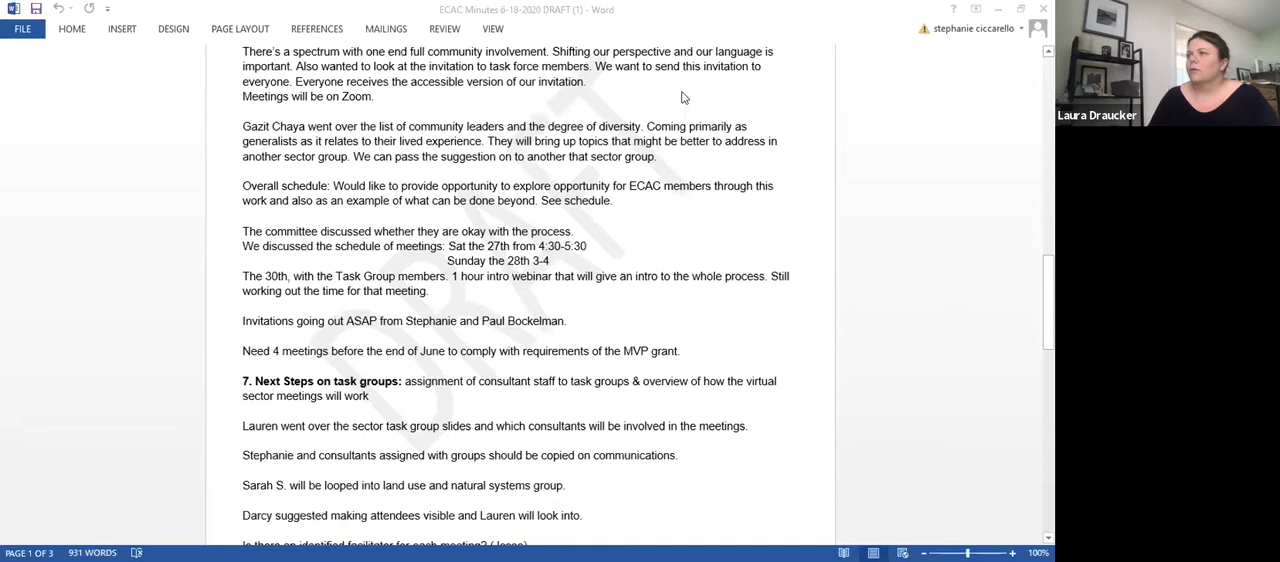 ECAC Minutes 6-18-2020 DRAFT (1) - Word
FILE HOME INSERT DESIGN PAGE LAYOUT REFERENCES MAILINGS REVIEW VIEW stephanie ciccarello
There's a spectrum with one end full community involvement. Shifting our perspective and our language is
important. Also wanted to look at the invitation to task force members. We want to send this invitation to
everyone. Everyone receives the accessible version of our invitation.
Meetings will be on Zoom.
Gazit Chaya went over the list of community leaders and the degree of diversity. Coming primarily as
generalists as it relates to their lived experience. They will bring up topics that might be better to address in
another sector group. We can pass the suggestion on to another that sector group.
Overall schedule: Would like to provide opportunity to explore opportunity for ECAC members through this
work and also as an example of what can be done beyond. See schedule.
The committee discussed whether they are okay with the process.
We discussed the schedule of meetings: Sat the 27th from 4:30-5:30
Sunday the 28th 3-4
The 30th, with the Task Group members. 1 hour intro webinar that will give an intro to the whole process. Still
working out the time for that meeting.
Invitations going out ASAP from Stephanie and Paul Bockelman.
Need 4 meetings before the end of June to comply with requirements of the MVP grant.
7. Next Steps on task groups: assignment of consultant staff to task groups & overview of how the virtual
sector meetings will work
Lauren went over the sector task group slides and which consultants will be involved in the meetings.
Stephanie and consultants assigned with groups should be copied on communications.
Sarah S. will be looped into land use and natural systems group.
Darcy suggested making attendees visible and Lauren will look into.
Is there an identified facilitator for each meeting? (Jesse)
DRAFT
PAGE 1 OF 3 931 WORDS 100%
Laura Draucker